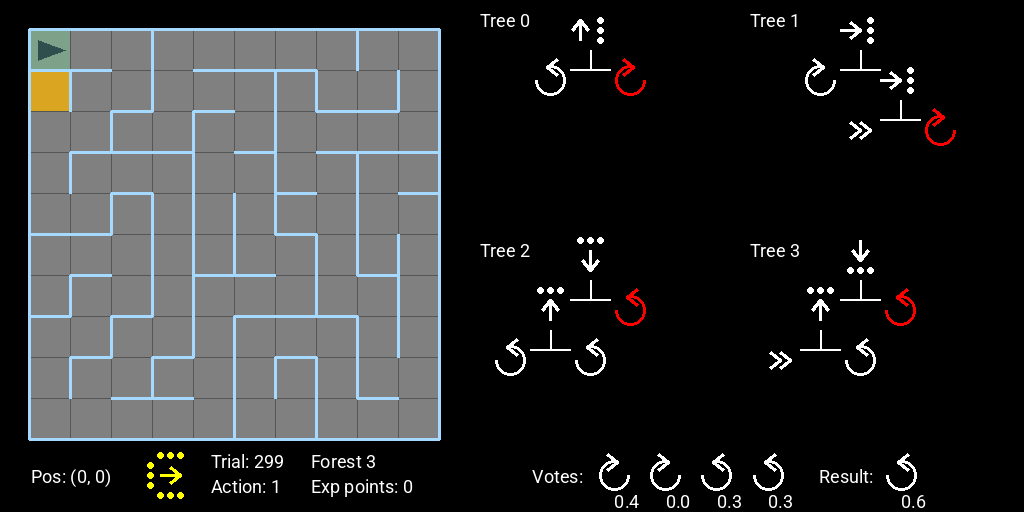 Tree 0
Tree 1
Tree 2
Tree 3
Pos: (0, 0)
Trial: 299
Forest 3
Action: 1
Exp points: 0
Votes:
0.4
0.0
0.3
0.3
Result:
0.6